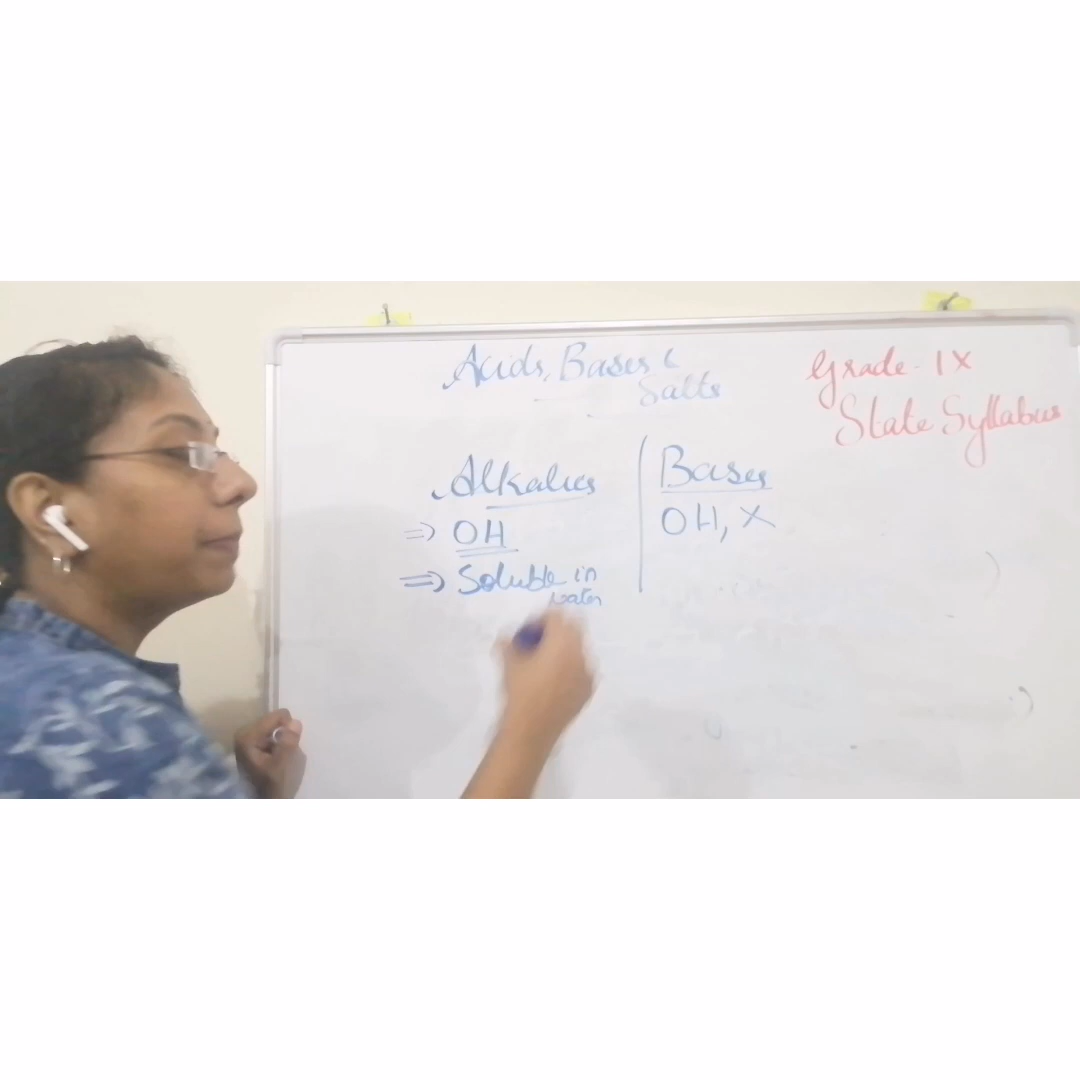 Acids, Bases &
Salts
Grade - IX
State Syllabus
Alkalies
⇒ OH
⇒ Soluble in
water
Bases
OH, X